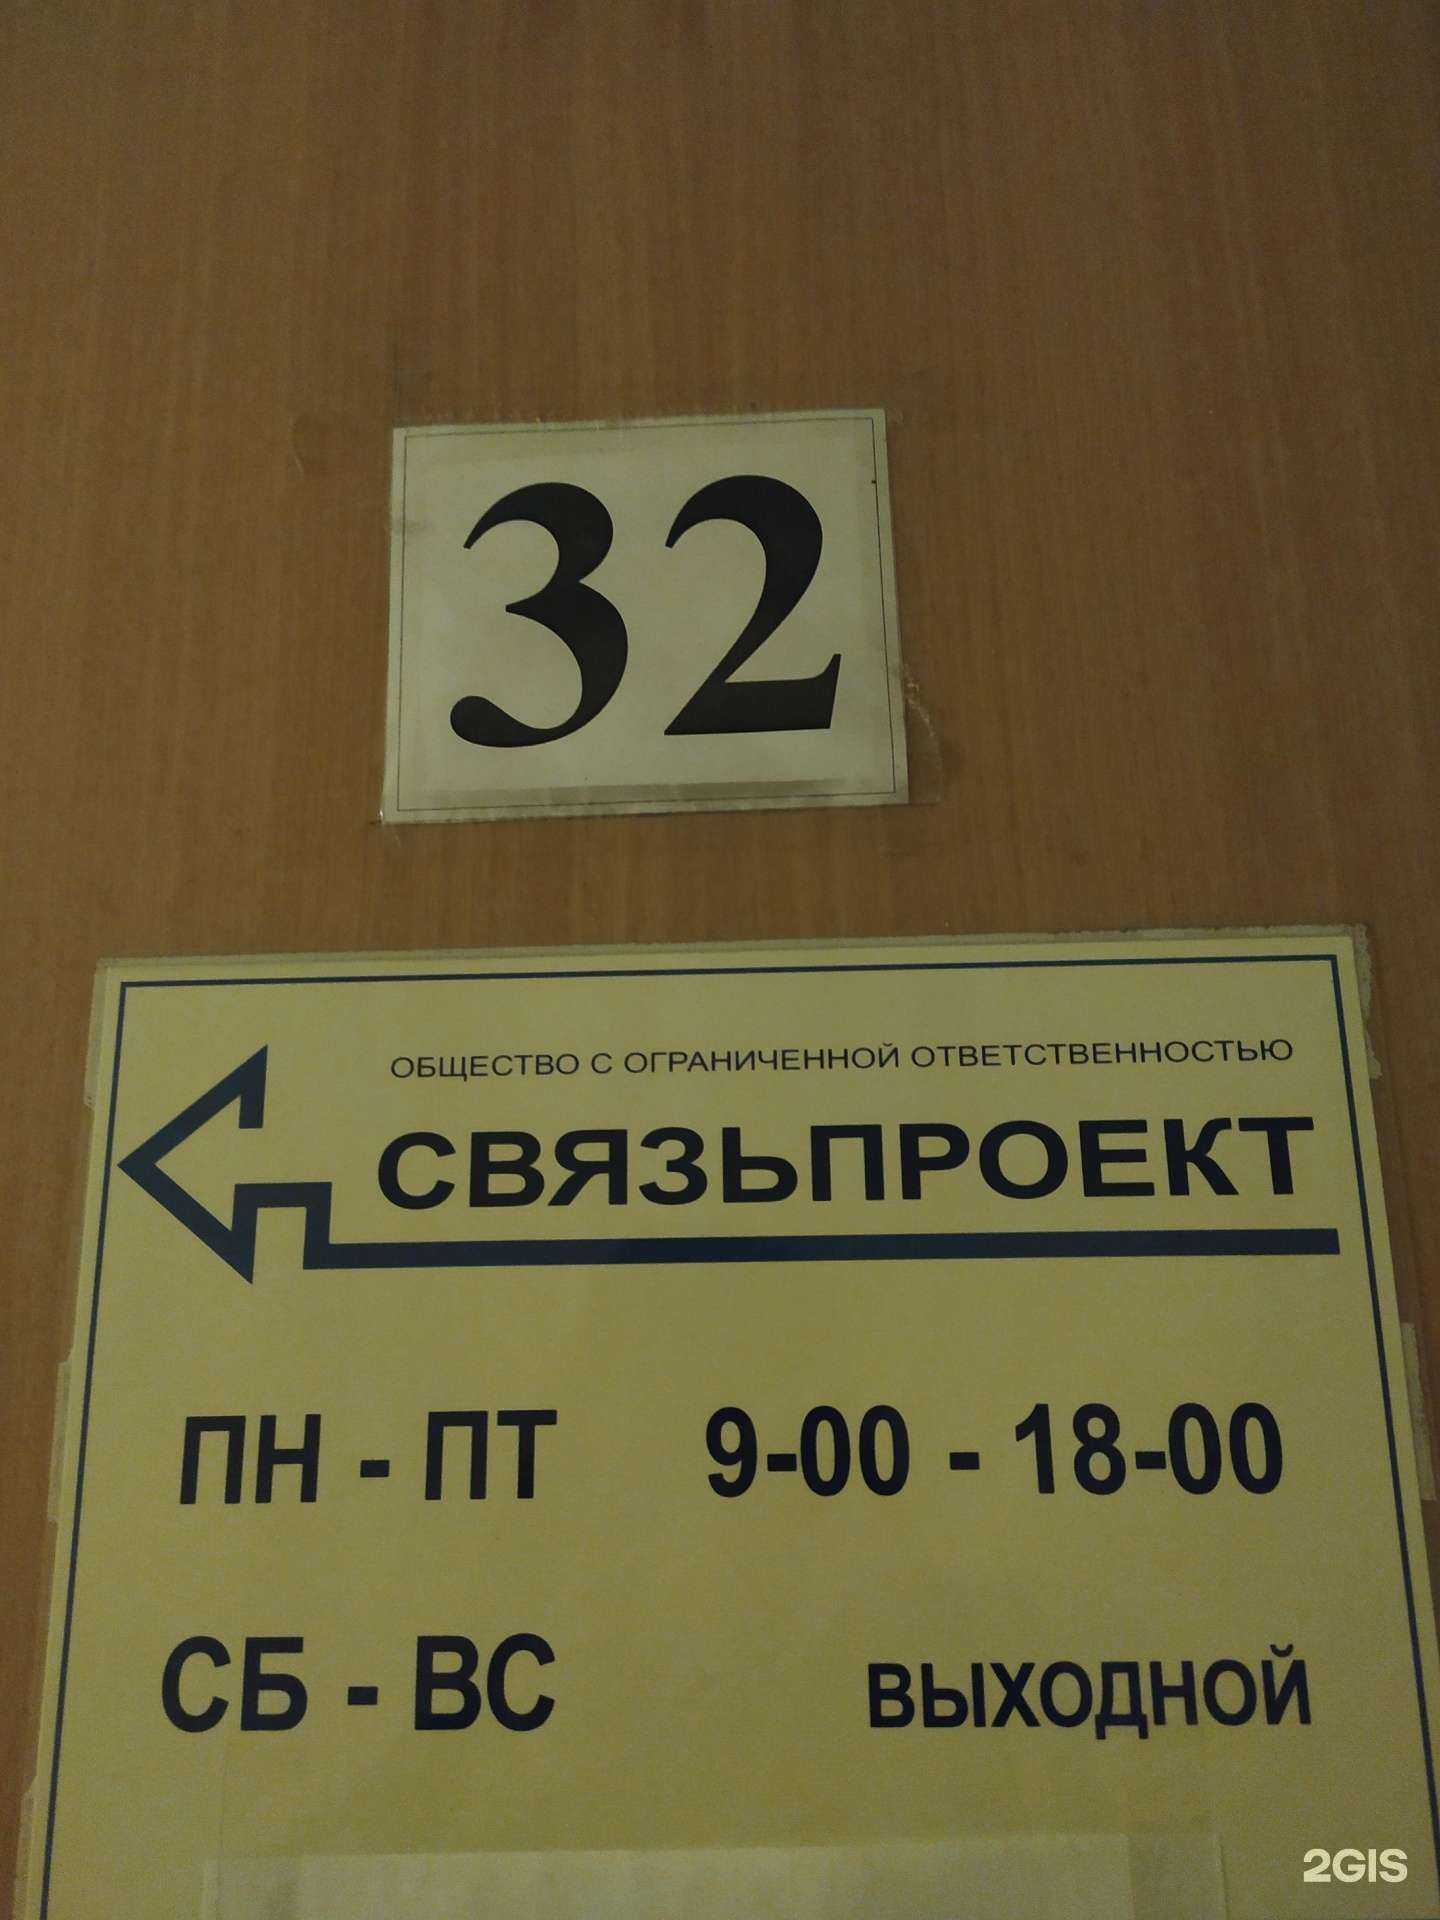 32
ОБЩЕСТВО С ОГРАНИЧЕННОЙ ОТВЕТСТВЕННОСТЬЮ
СВЯЗЬПРОЕКТ
ПН - ПТ 9-00 - 18-00
СБ - ВС ВЫХОДНОЙ
2GIS